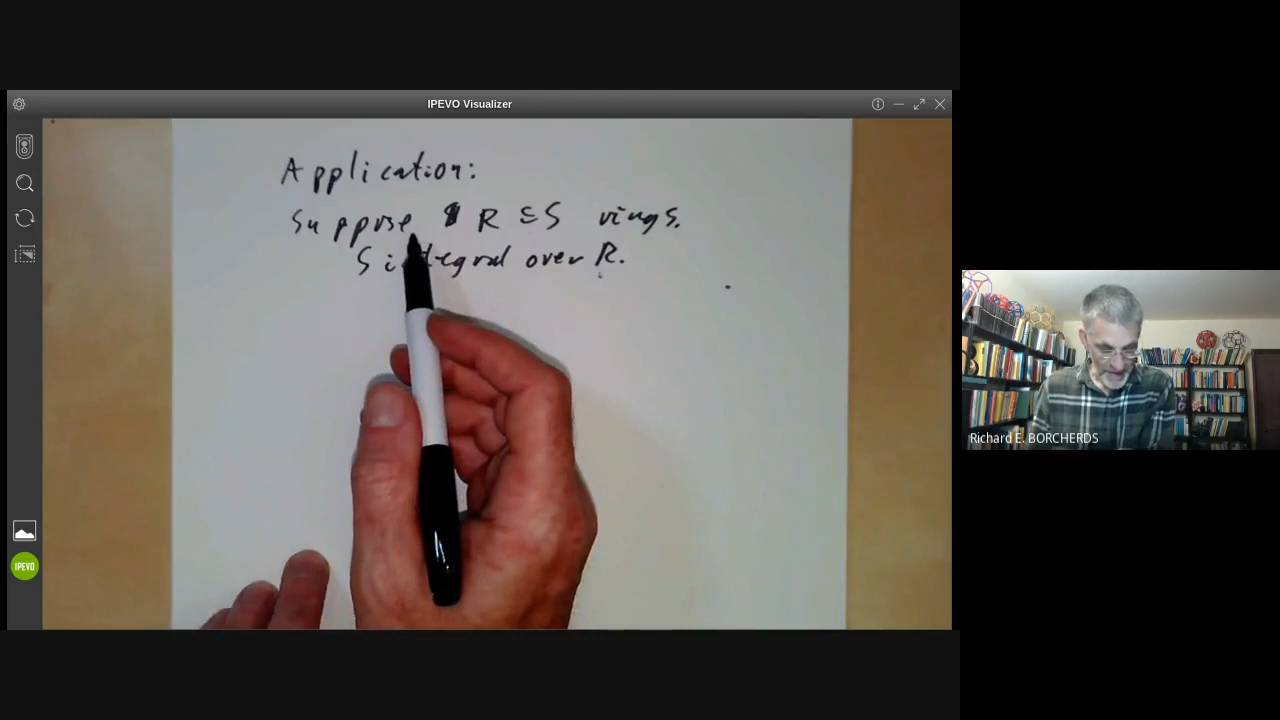 IPEVO Visualizer
Application:
Suppose R ⊆ S rings.
S integral over R.
IPEVO
Richard E. BORCHERDS